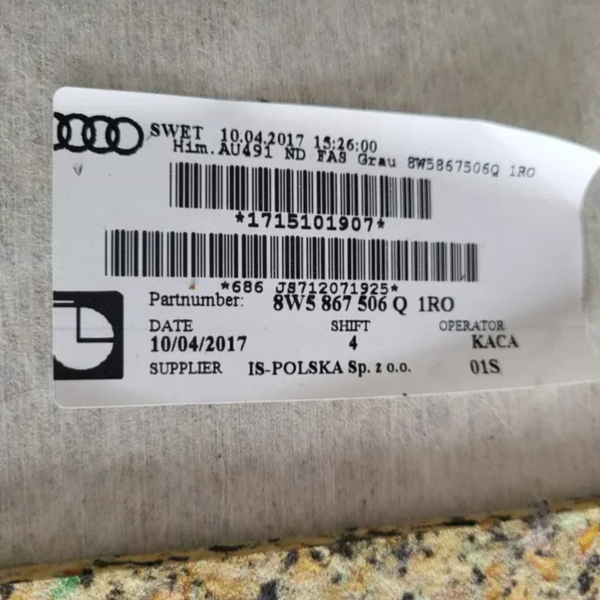 SWET 10.04.2017 15:26:00
Him.AU491 ND FAS Grau 8W5867506Q 1RO
*1715101907*
*686 JS712071925*
Partnumber: 8W5 867 506 Q 1RO
DATE SHIFT OPERATOR
10/04/2017 4 KACA
SUPPLIER IS-POLSKA Sp. z o.o. 01S